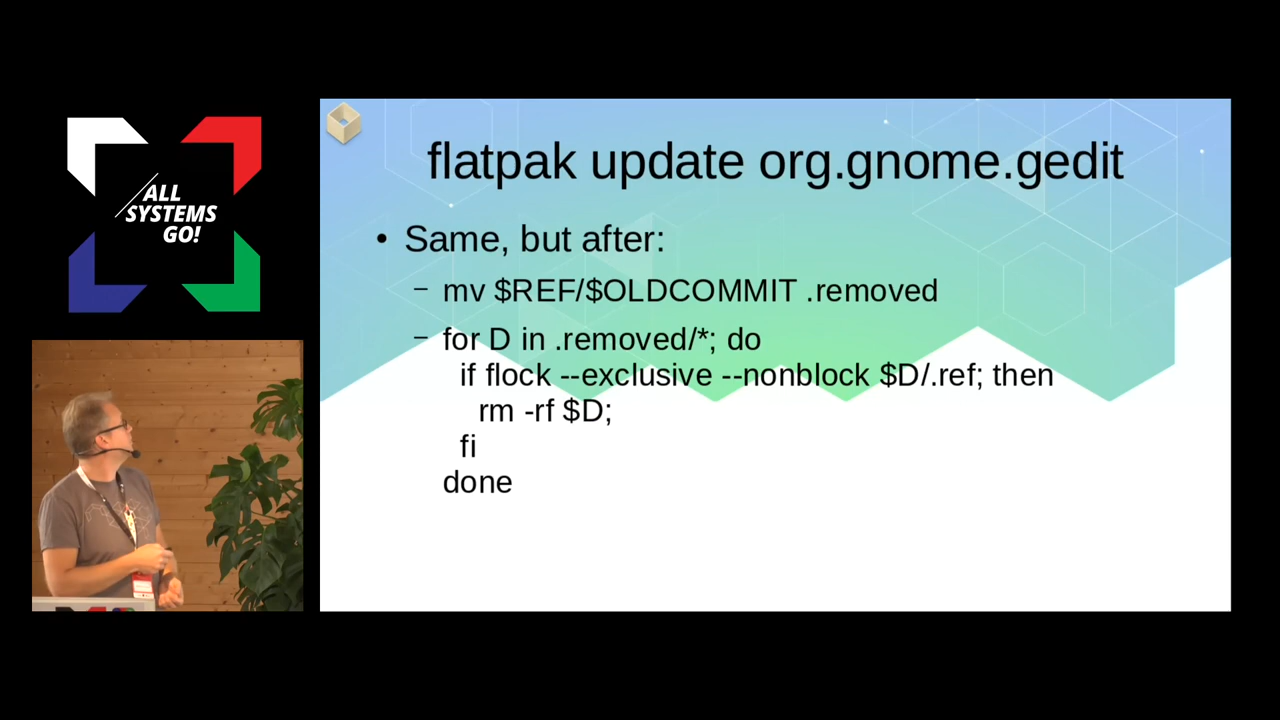 ALL
SYSTEMS
GO!
flatpak update org.gnome.gedit
• Same, but after:
– mv $REF/$OLDCOMMIT .removed
– for D in .removed/*; do
if flock --exclusive --nonblock $D/.ref; then
rm -rf $D;
fi
done